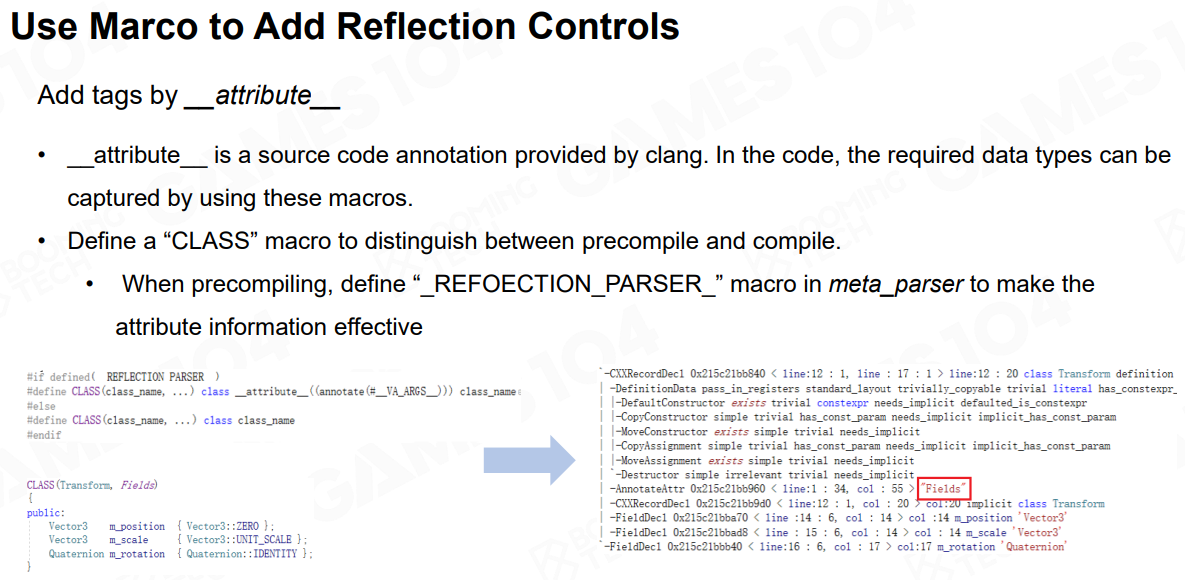 Use Marco to Add Reflection Controls
Add tags by __attribute__
• __attribute__ is a source code annotation provided by clang. In the code, the required data types can be
captured by using these macros.
• Define a “CLASS” macro to distinguish between precompile and compile.
• When precompiling, define “_REFOECTION_PARSER_” macro in meta_parser to make the
attribute information effective
#if defined( REFLECTION PARSER )
#define CLASS(class_name, ...) class __attribute__((annotate(#__VA_ARGS__))) class_name
#else
#define CLASS(class_name, ...) class class_name
#endif
CLASS(Transform, Fields)
{
public:
Vector3 m_position { Vector3::ZERO };
Vector3 m_scale { Vector3::UNIT_SCALE };
Quaternion m_rotation { Quaternion::IDENTITY };
}
`-CXXRecordDecl 0x215c21bb840 < line:12 : 1, line : 17 : 1 > line:12 : 20 class Transform definition
| -DefinitionData pass_in_registers standard_layout trivially_copyable trivial literal has_constexpr_
| |-DefaultConstructor exists trivial constexpr needs_implicit defaulted_is_constexpr
| |-CopyConstructor simple trivial has_const_param needs_implicit implicit_has_const_param
| |-MoveConstructor exists simple trivial needs_implicit
| |-CopyAssignment simple trivial has_const_param needs_implicit implicit_has_const_param
| |-MoveAssignment exists simple trivial needs_implicit
| `-Destructor simple irrelevant trivial needs_implicit
| -AnnotateAttr 0x215c21bb960 < line:1 : 34, col : 55 > "Fields"
| -CXXRecordDecl 0x215c21bb9d0 < line:12 : 1, col : 20 > col:20 implicit class Transform
| -FieldDecl 0x215c21bba70 < line :14 : 6, col : 14 > col :14 m_position 'Vector3'
| -FieldDecl 0x215c21bbad8 < line : 15 : 6, col : 14 > col : 14 m_scale 'Vector3'
`-FieldDecl 0x215c21bbb40 < line:16 : 6, col : 17 > col:17 m_rotation 'Quaternion'
GAMES104
BOOMING TECH